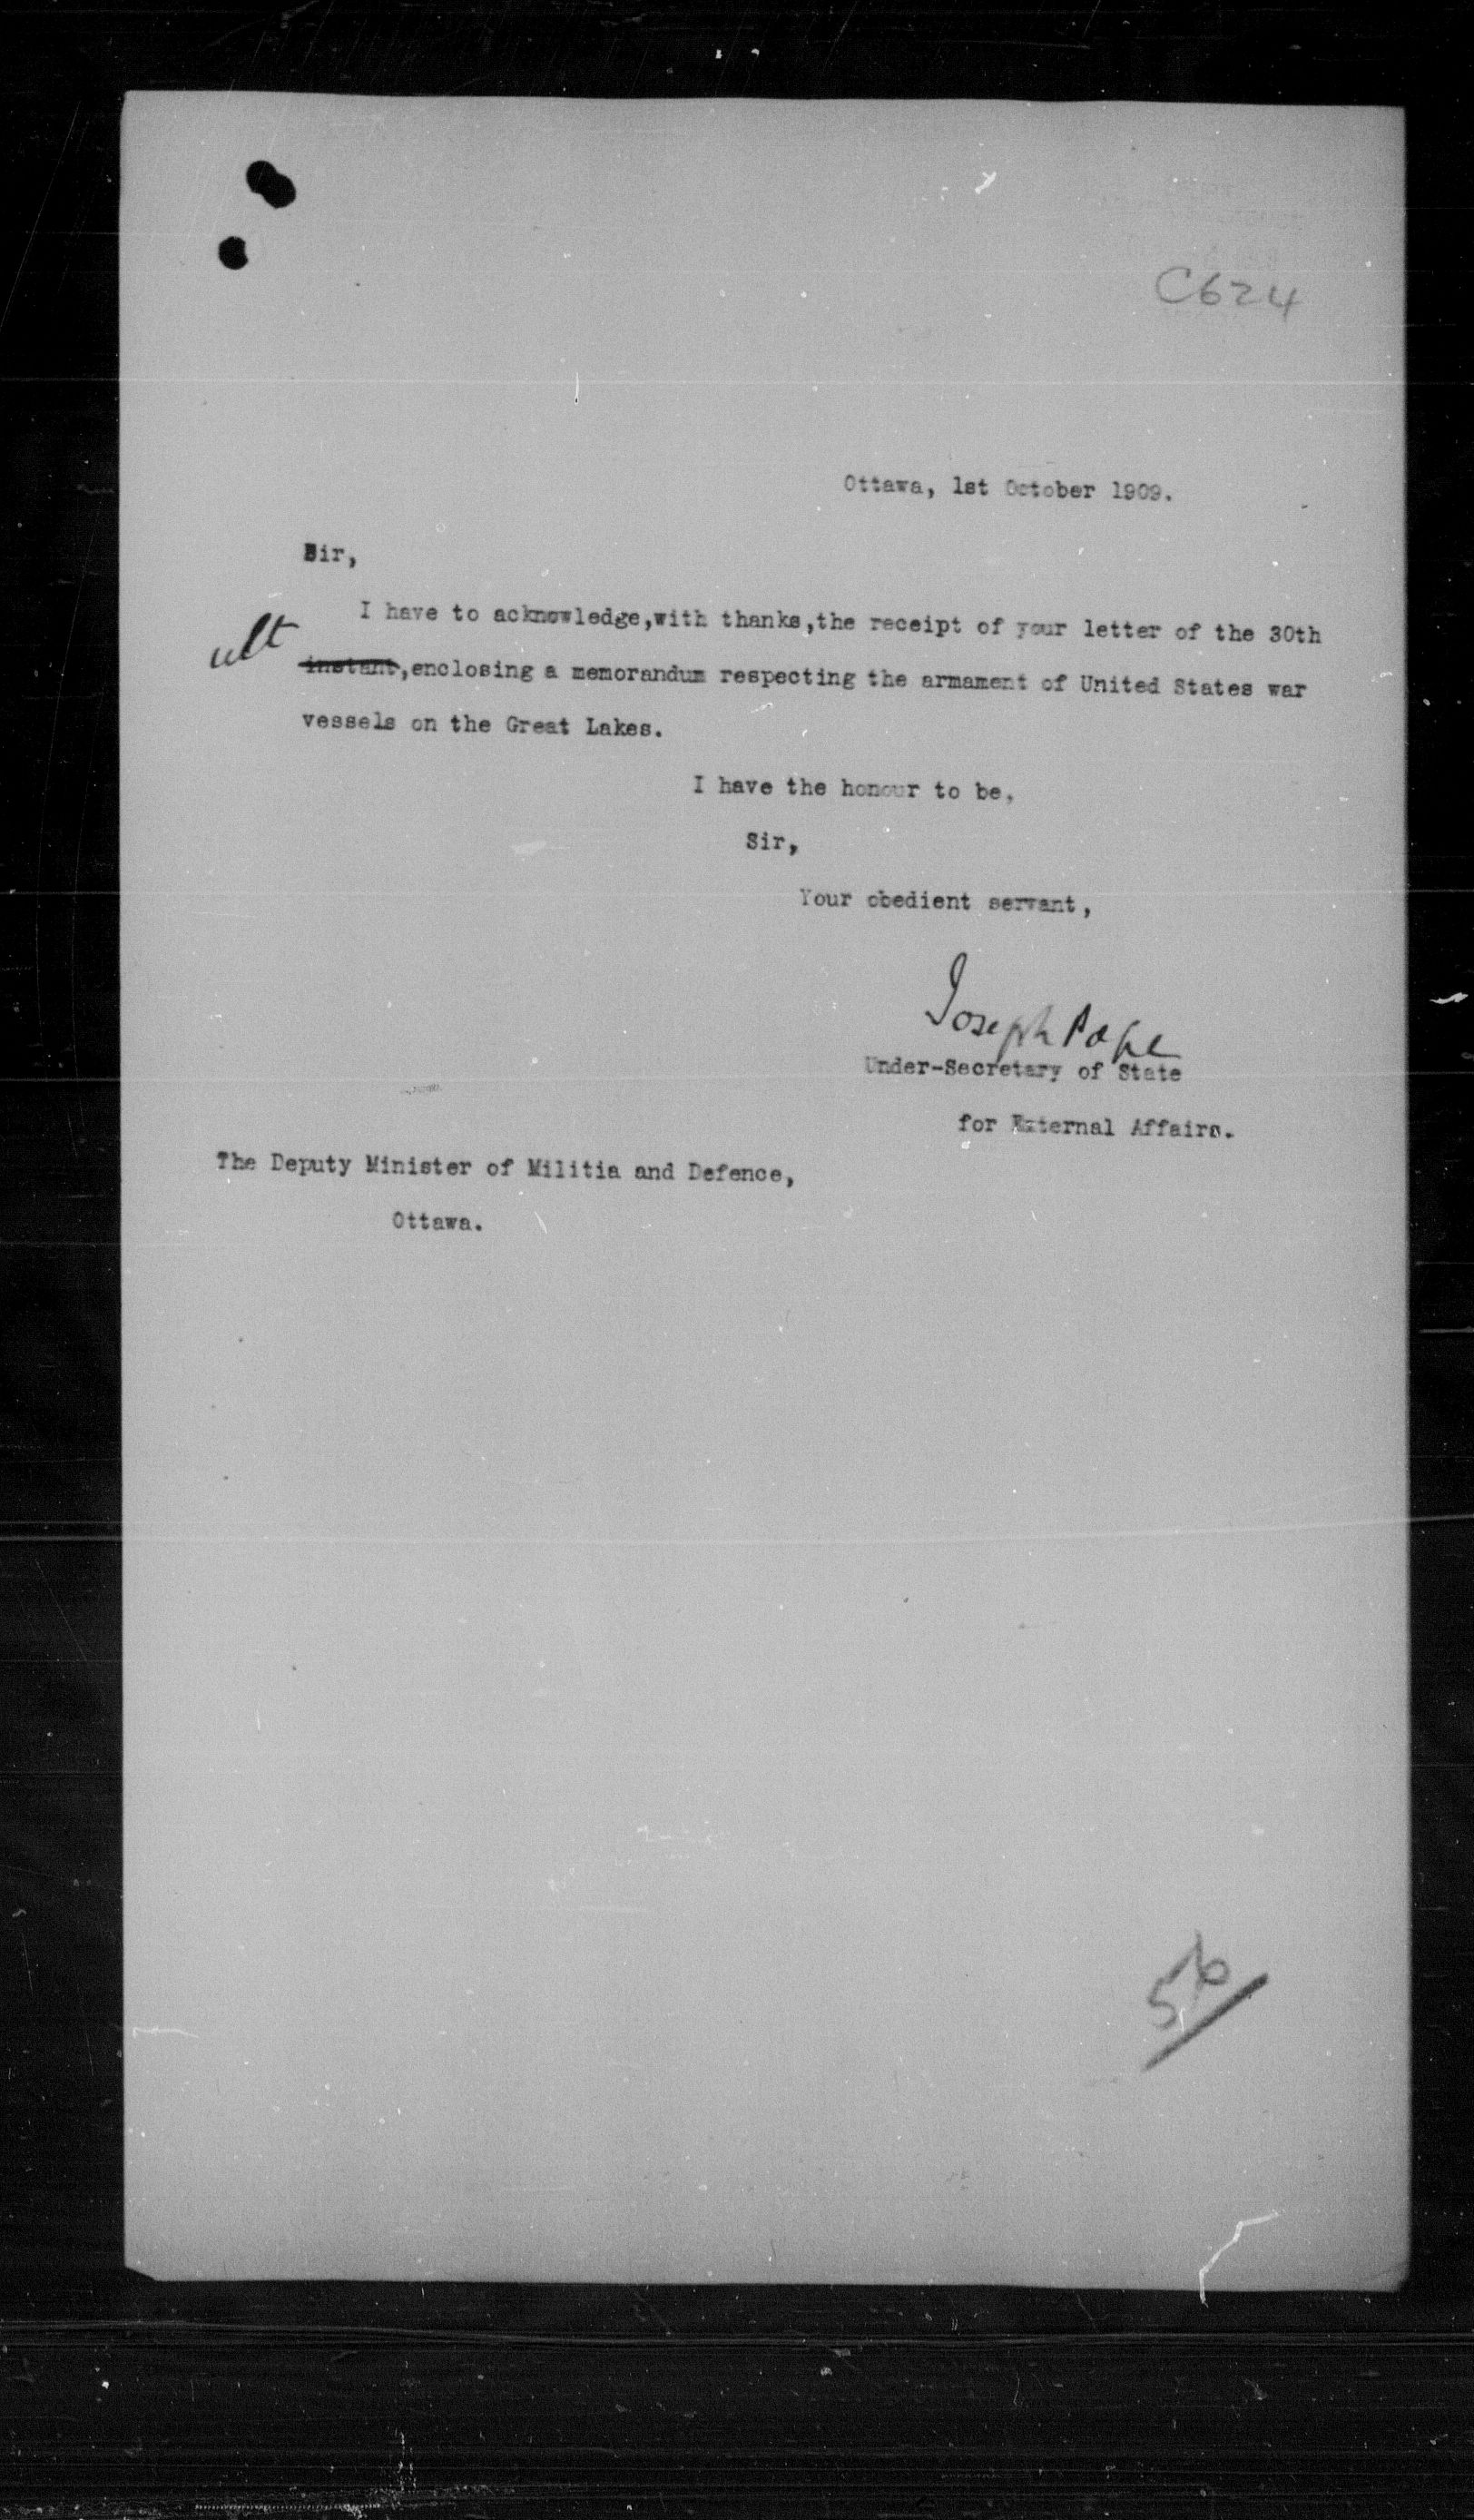 C624
Ottawa, 1st October 1909.
Sir,
I have to acknowledge,with thanks,the receipt of your letter of the 30th
ult instant,enclosing a memorandum respecting the armament of United States war
vessels on the Great Lakes.
I have the honour to be,
Sir,
Your obedient servant,
Joseph Pope
Under-Secretary of State
for External Affairs.
The Deputy Minister of Militia and Defence,
Ottawa.
56